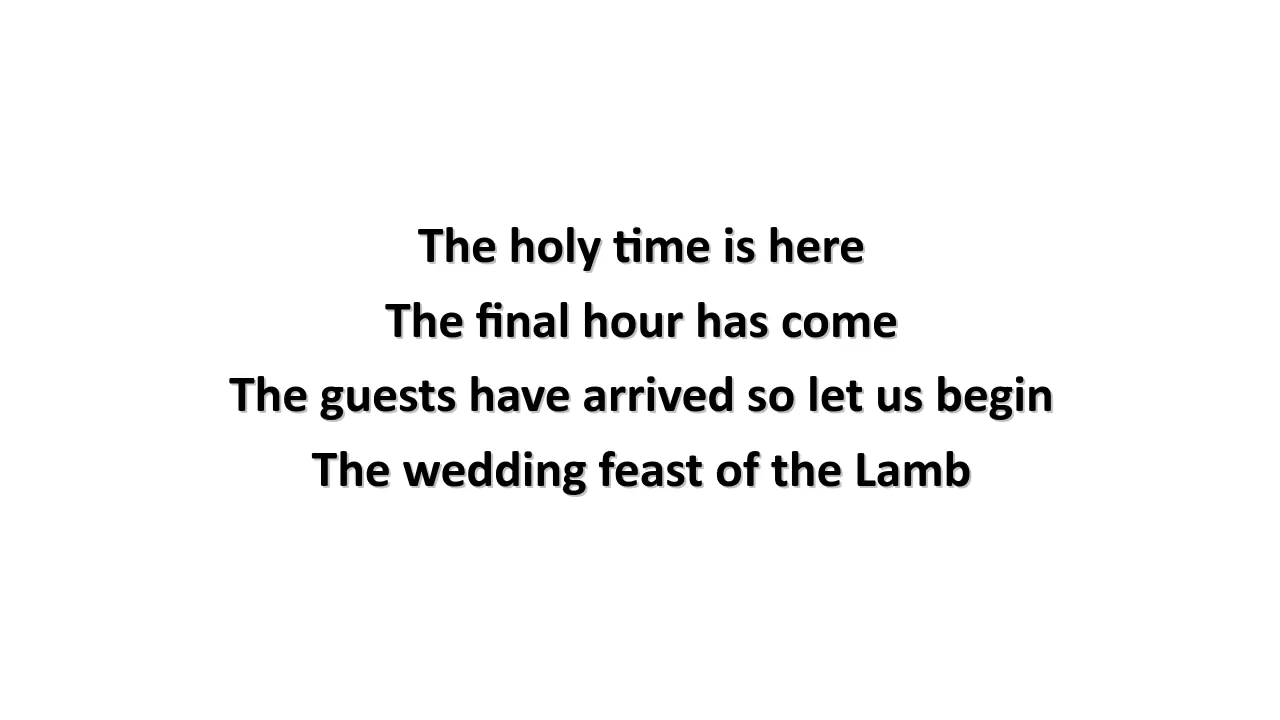 The holy time is here
The final hour has come
The guests have arrived so let us begin
The wedding feast of the Lamb